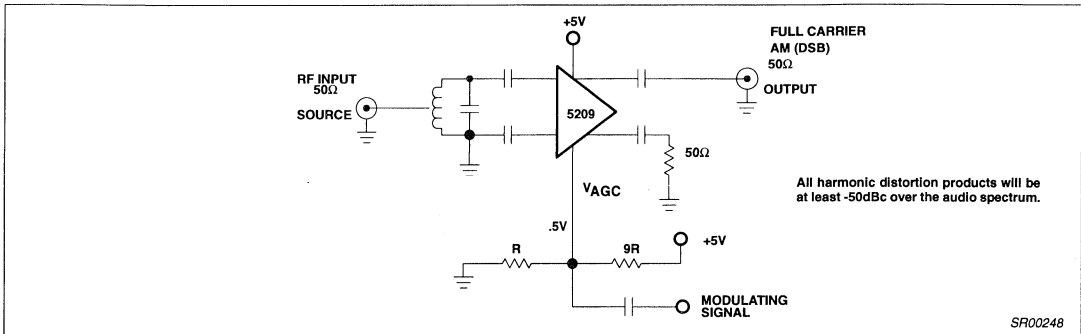 +5V
FULL CARRIER
AM (DSB)
50Ω
OUTPUT
RF INPUT
50Ω
SOURCE
5209
50Ω
VAGC
All harmonic distortion products will be
at least -50dBc over the audio spectrum.
.5V
R
9R
+5V
MODULATING
SIGNAL
SR00248